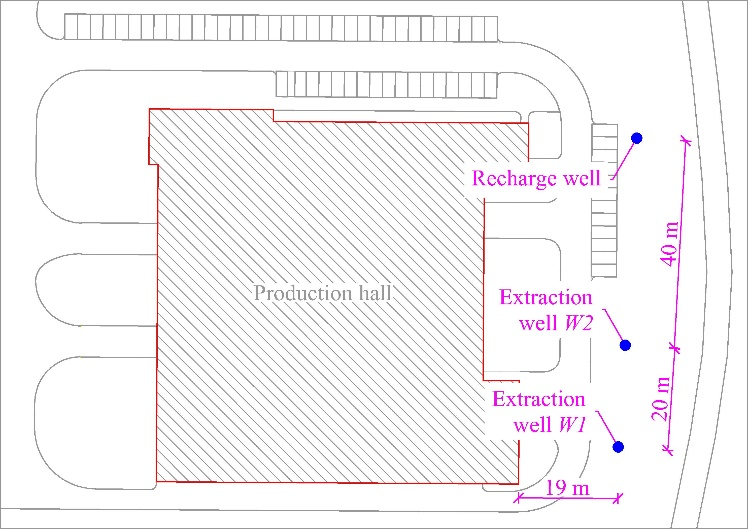 Recharge well
40 m
Production hall
Extraction
well W2
Extraction
well W1
20 m
19 m